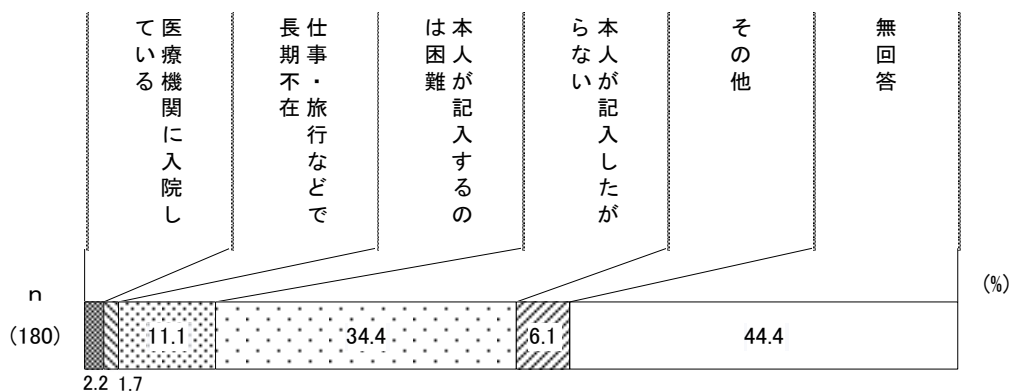 医療機関に入院し
ている
仕事・旅行などで
長期不在
本人が記入するの
は困難
本人が記入したが
らない
その他
無回答
n
(%)
(180)
11.1
34.4
6.1
44.4
2.2
1.7